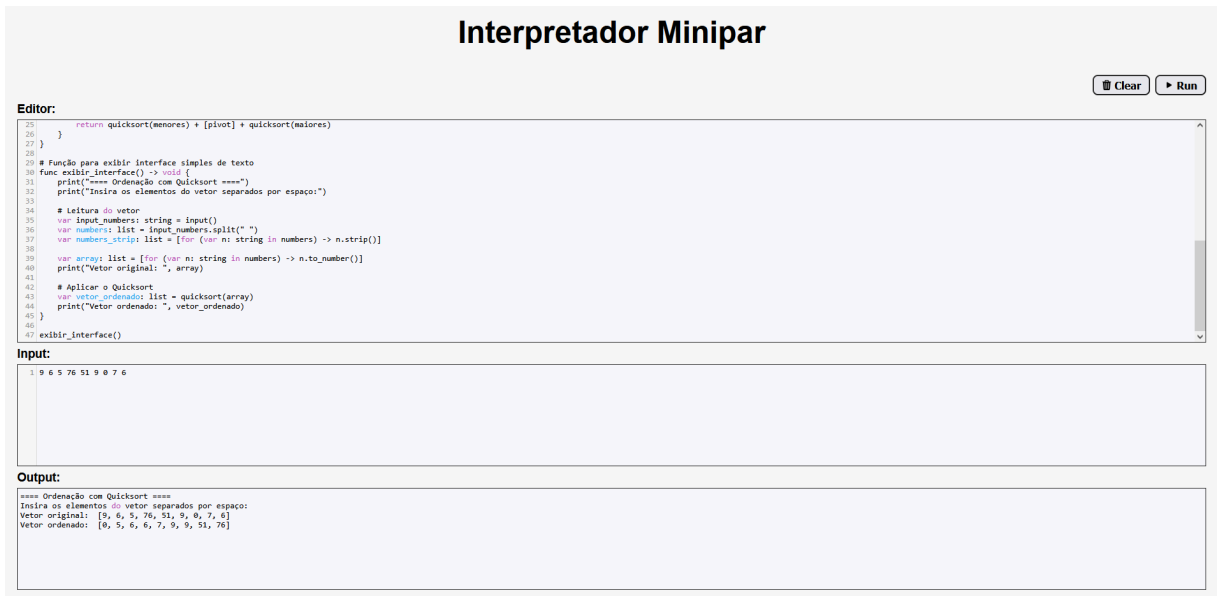 Interpretador Minipar
Clear Run
Editor:
25 return quicksort(menores) + [pivot] + quicksort(maiores)
26 }
27 }
28
29 # Função para exibir interface simples de texto
30 func exibir_interface() -> void {
31 print("==== Ordenação com Quicksort ====")
32 print("Insira os elementos do vetor separados por espaço:")
33
34 # Leitura do vetor
35 var input_numbers: string = input()
36 var numbers: list = input_numbers.split(" ")
37 var numbers_strip: list = [for (var n: string in numbers) -> n.strip()]
38
39 var array: list = [for (var n: string in numbers) -> n.to_number()]
40 print("Vetor original: ", array)
41
42 # Aplicar o Quicksort
43 var vetor_ordenado: list = quicksort(array)
44 print("Vetor ordenado: ", vetor_ordenado)
45 }
46
47 exibir_interface()
Input:
1 9 6 5 76 51 9 0 7 6
Output:
==== Ordenação com Quicksort ====
Insira os elementos do vetor separados por espaço:
Vetor original:  [9, 6, 5, 76, 51, 9, 0, 7, 6]
Vetor ordenado:  [0, 5, 6, 6, 7, 9, 9, 51, 76]